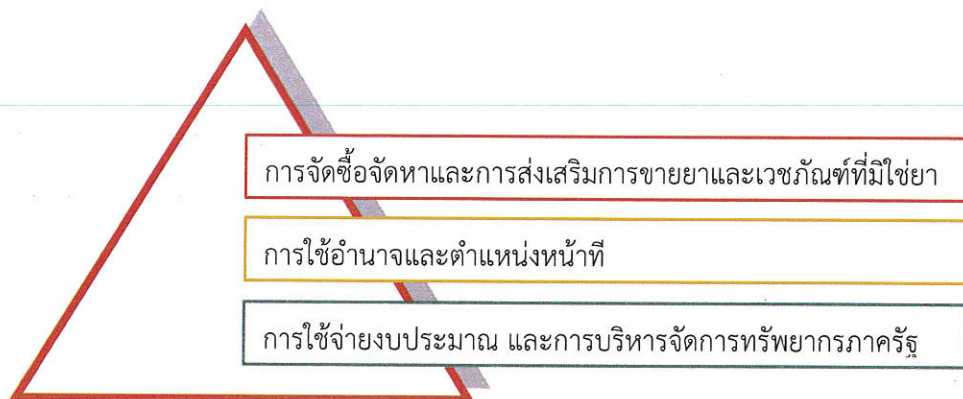 การจัดซื้อจัดหาและการส่งเสริมการขายยาและเวชภัณฑ์ที่มิใช่ยา
การใช้อำนาจและตำแหน่งหน้าที่
การใช้จ่ายงบประมาณ และการบริหารจัดการทรัพยากรภาครัฐ